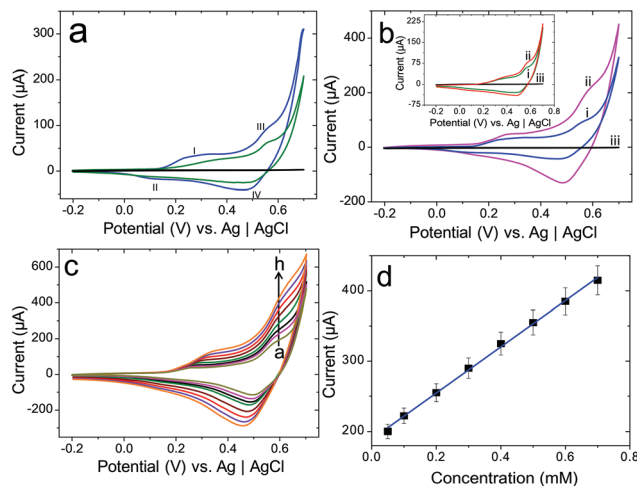 a
Current (µA)
300
200
100
0
I
II
III
IV
-0.2 0.0 0.2 0.4 0.6
Potential (V) vs. Ag | AgCl
b
Current (µA)
400
200
0
-200
ii
i
iii
-0.2 0.0 0.2 0.4 0.6
Potential (V) vs. Ag | AgCl
Current (µA)
225
150
75
0
-75
ii
i
iii
-0.2 0.0 0.2 0.4 0.6
Potential (V) vs. Ag | AgCl
c
Current (µA)
600
400
200
0
-200
h
a
-0.2 0.0 0.2 0.4 0.6
Potential (V) vs. Ag | AgCl
d
Current (µA)
400
300
200
0.0 0.2 0.4 0.6 0.8
Concentration (mM)